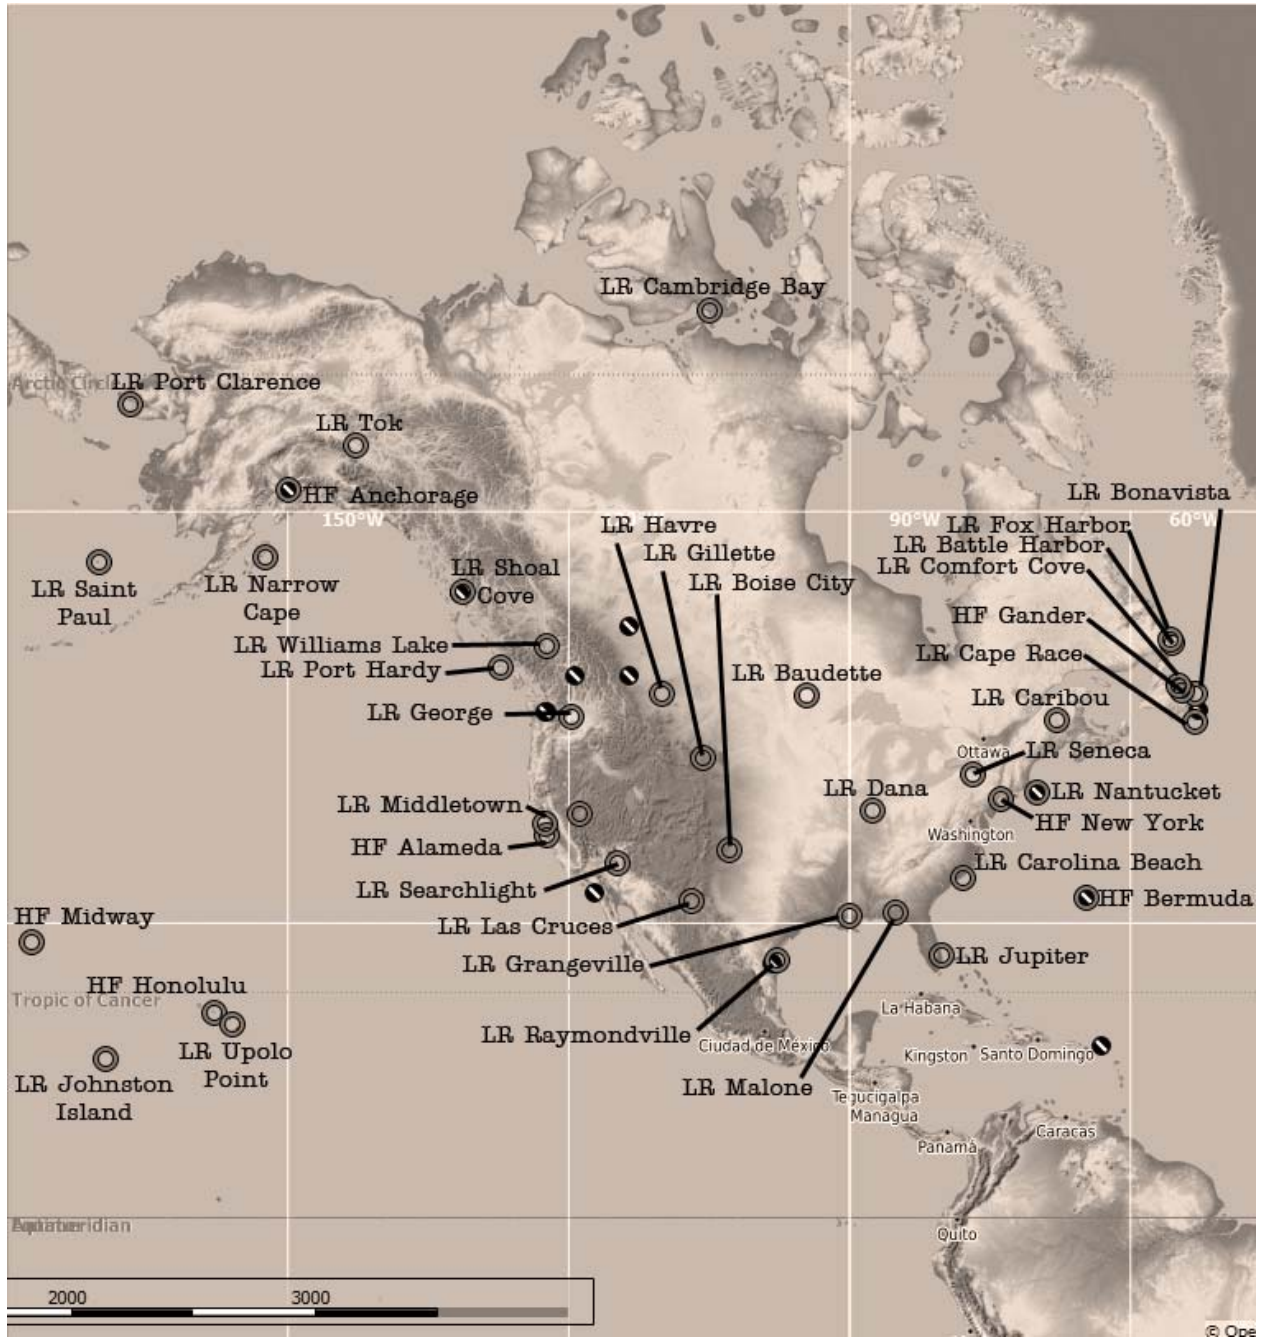 LR Cambridge Bay
Arctic Circle
LR Port Clarence
LR Tok
HF Anchorage
LR Bonavista
150°W
90°W
60°W
LR Havre
LR Fox Harbor
LR Battle Harbor
LR Gillette
LR Comfort Cove
LR Boise City
LR Saint
Paul
LR Narrow
Cape
LR Shoal
Cove
HF Gander
LR Williams Lake
LR Cape Race
LR Port Hardy
LR Baudette
LR Caribou
LR George
Ottawa
LR Seneca
LR Dana
LR Nantucket
LR Middletown
HF New York
Washington
HF Alameda
LR Carolina Beach
LR Searchlight
HF Bermuda
HF Midway
LR Las Cruces
LR Grangeville
LR Jupiter
HF Honolulu
Tropic of Cancer
La Habana
LR Raymondville
Ciudad de México
Kingston
Santo Domingo
LR Upolo
Point
LR Johnston
Island
LR Malone
Tegucigalpa
Managua
Caracas
Panamá
Quito
2000
3000
© Ope